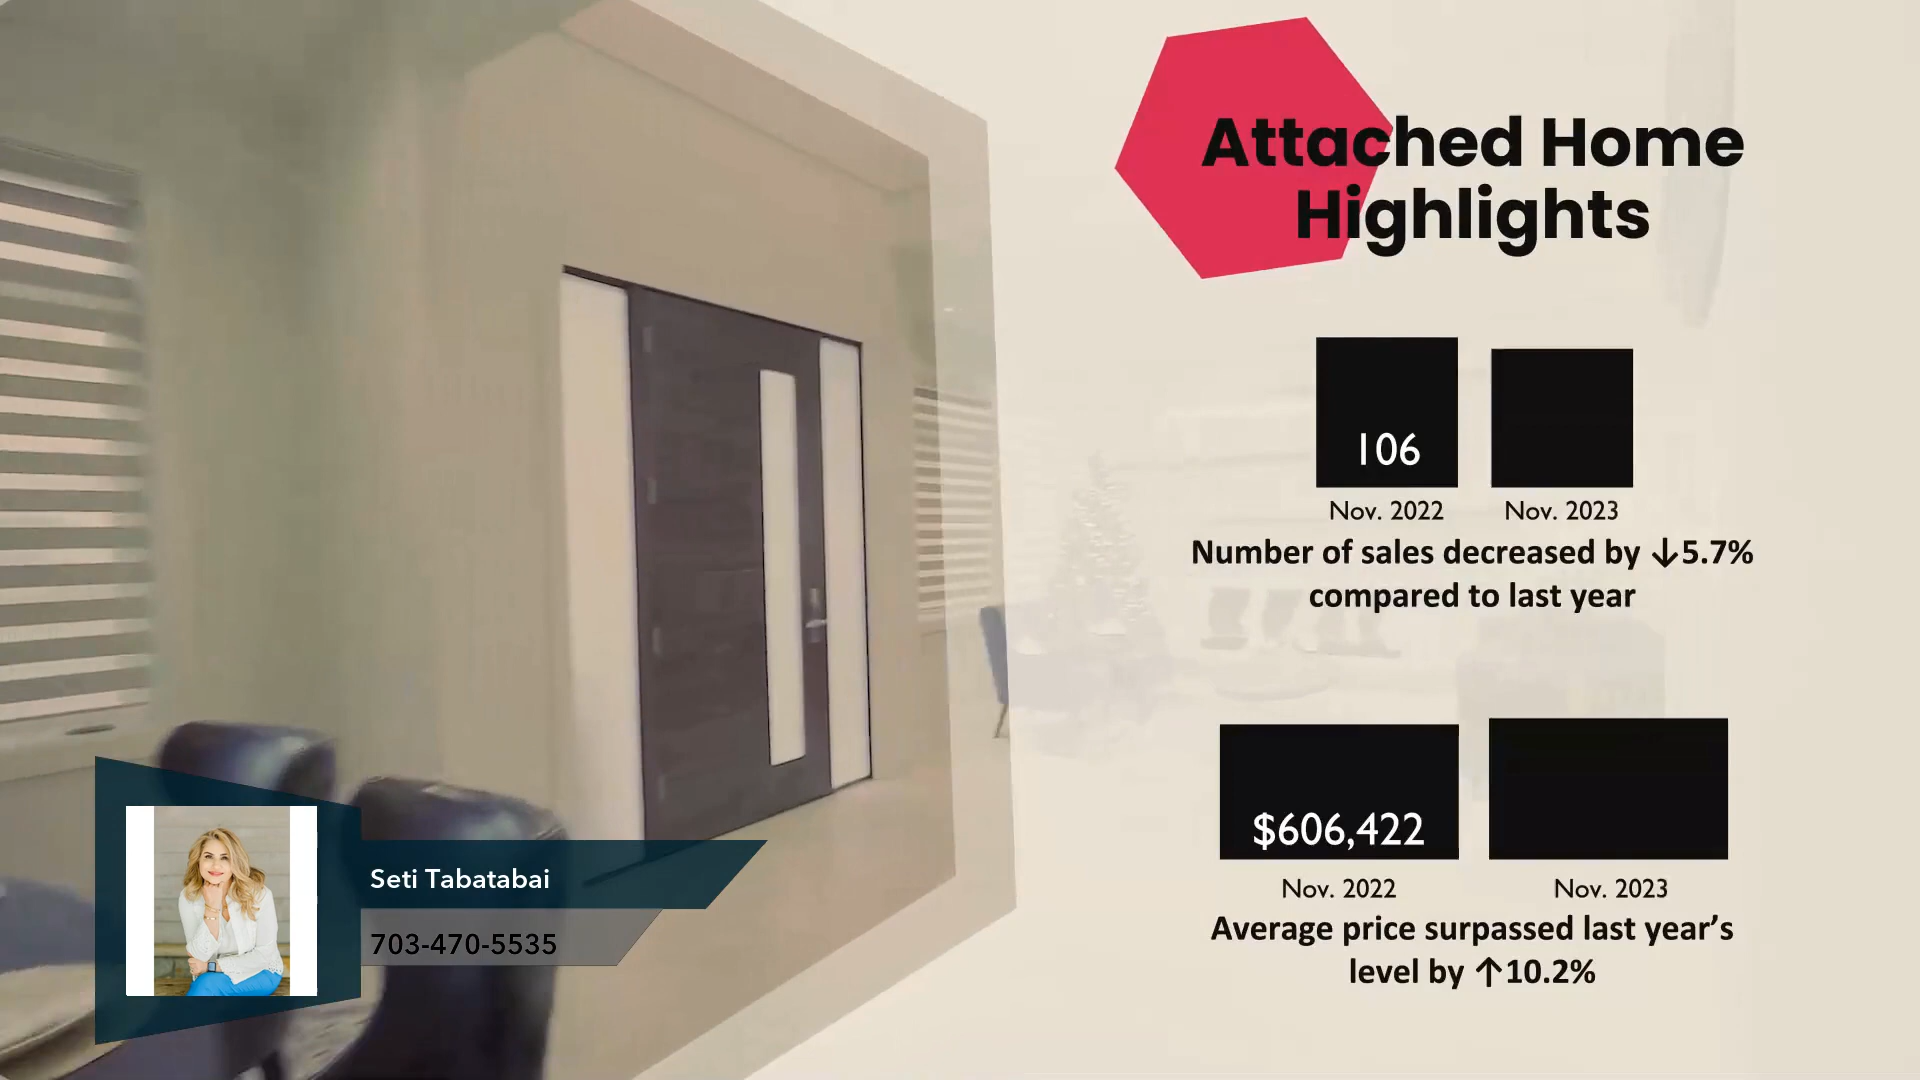 Attached Home
Highlights
106
Nov. 2022
Nov. 2023
Number of sales decreased by ↓5.7%
compared to last year
$606,422
Nov. 2022
Nov. 2023
Average price surpassed last year’s
level by ↑10.2%
Seti Tabatabai
703-470-5535